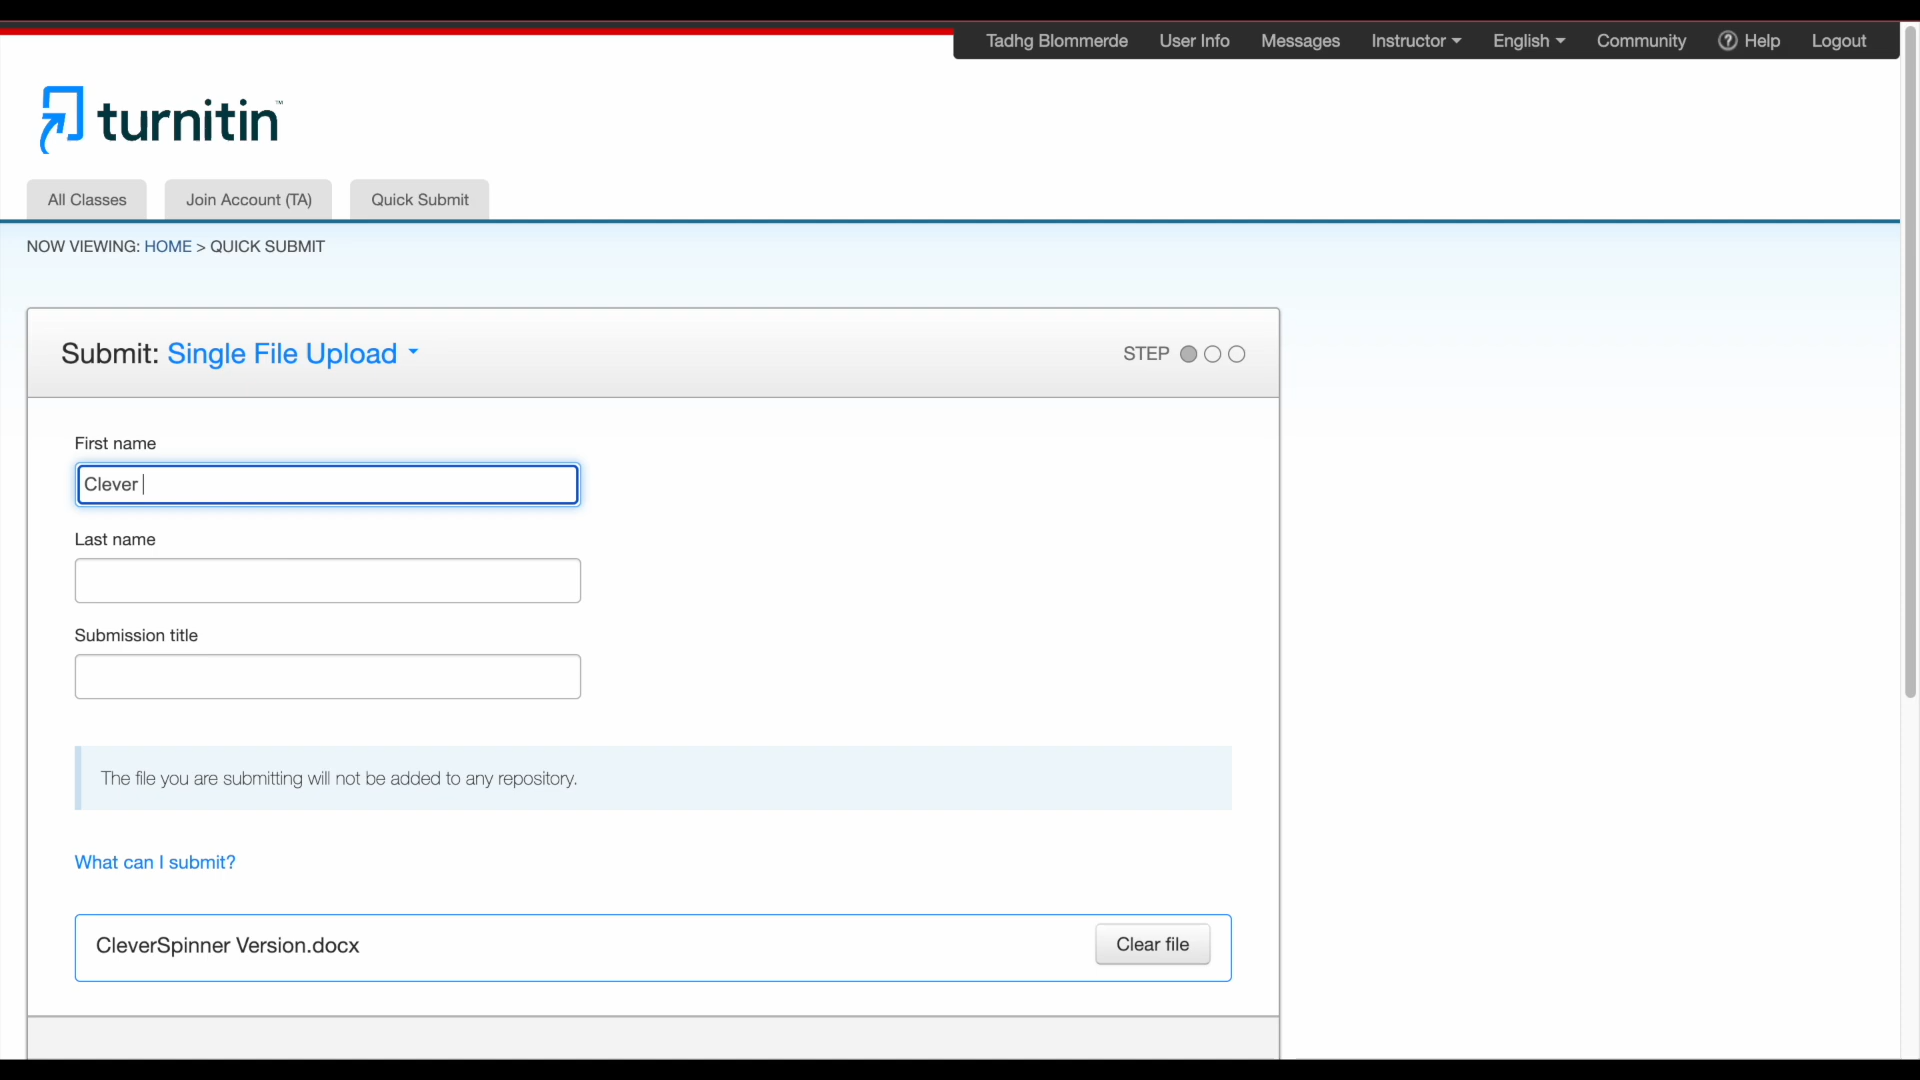 Tadhg Blommerde User Info Messages Instructor English Community Help Logout
turnitin™
All Classes Join Account (TA) Quick Submit
NOW VIEWING: HOME > QUICK SUBMIT
Submit: Single File Upload STEP
First name
Clever
Last name
Submission title
The file you are submitting will not be added to any repository.
What can I submit?
CleverSpinner Version.docx Clear file